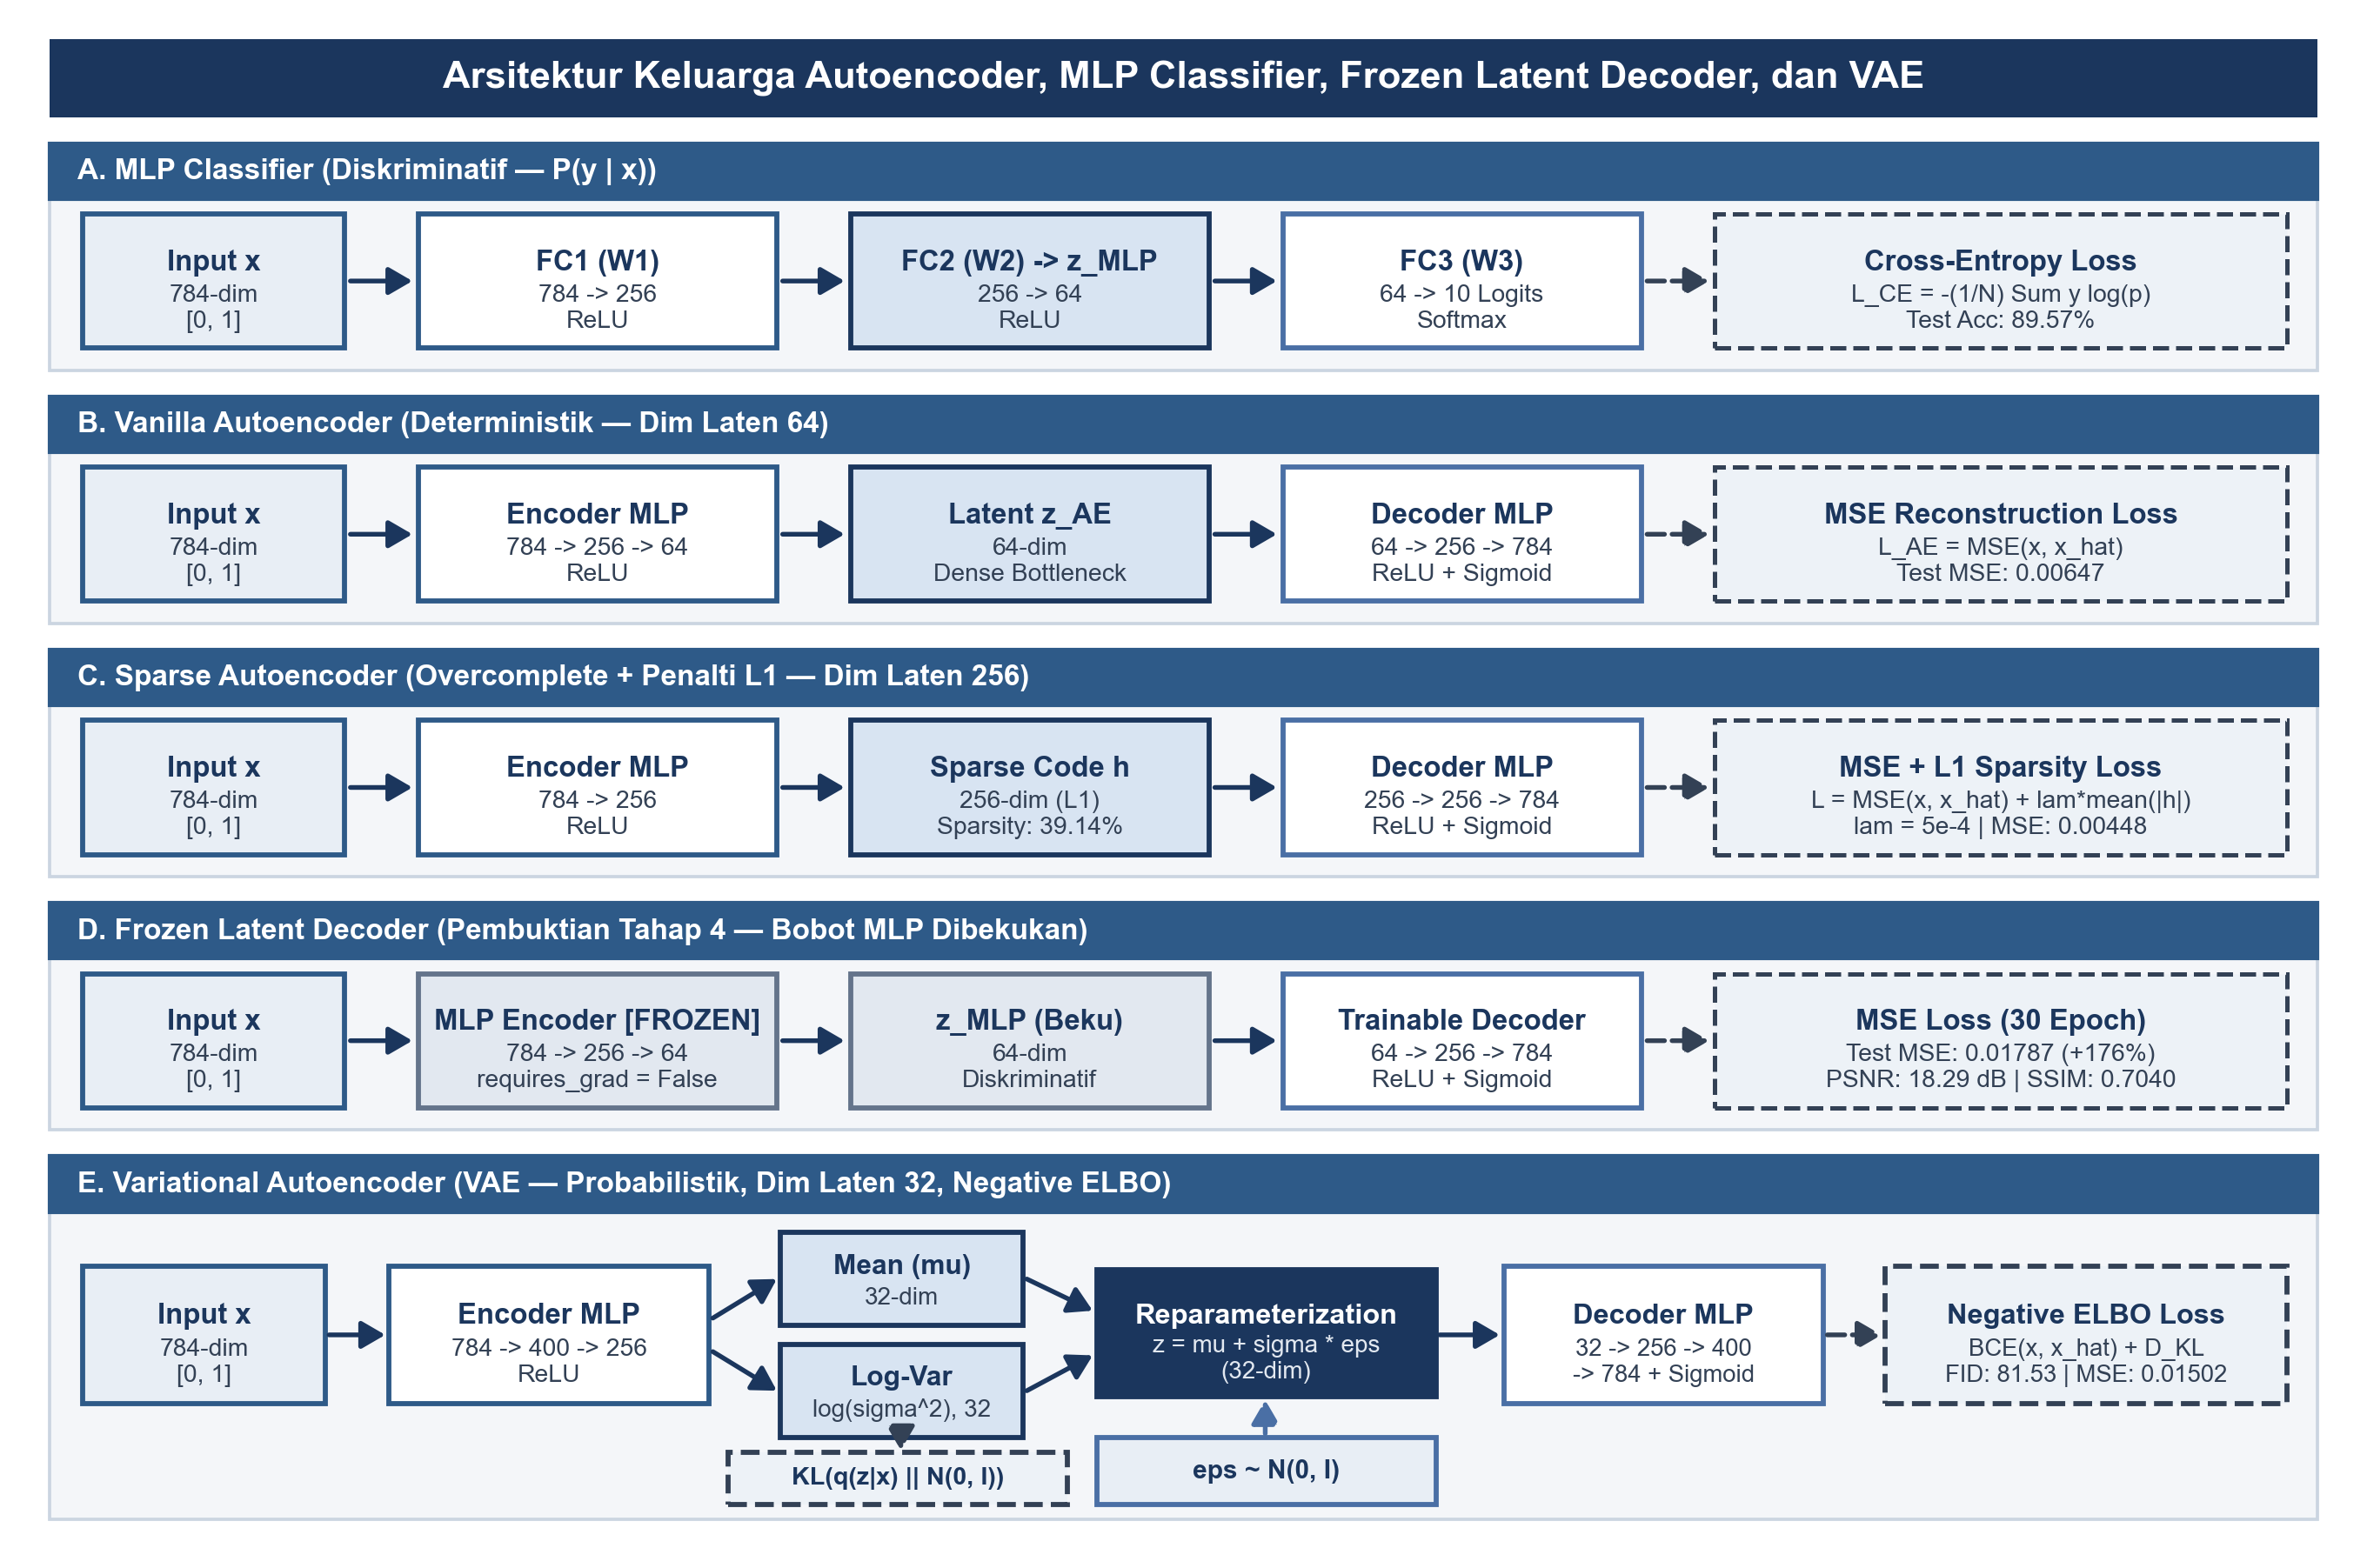 Arsitektur Keluarga Autoencoder, MLP Classifier, Frozen Latent Decoder, dan VAE
A. MLP Classifier (Diskriminatif — P(y | x))
Input x
784-dim
[0, 1]
FC1 (W1)
784 -> 256
ReLU
FC2 (W2) -> z_MLP
256 -> 64
ReLU
FC3 (W3)
64 -> 10 Logits
Softmax
Cross-Entropy Loss
L_CE = -(1/N) Sum y log(p)
Test Acc: 89.57%
B. Vanilla Autoencoder (Deterministik — Dim Laten 64)
Input x
784-dim
[0, 1]
Encoder MLP
784 -> 256 -> 64
ReLU
Latent z_AE
64-dim
Dense Bottleneck
Decoder MLP
64 -> 256 -> 784
ReLU + Sigmoid
MSE Reconstruction Loss
L_AE = MSE(x, x_hat)
Test MSE: 0.00647
C. Sparse Autoencoder (Overcomplete + Penalti L1 — Dim Laten 256)
Input x
784-dim
[0, 1]
Encoder MLP
784 -> 256
ReLU
Sparse Code h
256-dim (L1)
Sparsity: 39.14%
Decoder MLP
256 -> 256 -> 784
ReLU + Sigmoid
MSE + L1 Sparsity Loss
L = MSE(x, x_hat) + lam*mean(|h|)
lam = 5e-4 | MSE: 0.00448
D. Frozen Latent Decoder (Pembuktian Tahap 4 — Bobot MLP Dibekukan)
Input x
784-dim
[0, 1]
MLP Encoder [FROZEN]
784 -> 256 -> 64
requires_grad = False
z_MLP (Beku)
64-dim
Diskriminatif
Trainable Decoder
64 -> 256 -> 784
ReLU + Sigmoid
MSE Loss (30 Epoch)
Test MSE: 0.01787 (+176%)
PSNR: 18.29 dB | SSIM: 0.7040
E. Variational Autoencoder (VAE — Probabilistik, Dim Laten 32, Negative ELBO)
Input x
784-dim
[0, 1]
Encoder MLP
784 -> 400 -> 256
ReLU
Mean (mu)
32-dim
Log-Var
log(sigma^2), 32
KL(q(z|x) || N(0, I))
Reparameterization
z = mu + sigma * eps
(32-dim)
eps ~ N(0, I)
Decoder MLP
32 -> 256 -> 400
-> 784 + Sigmoid
Negative ELBO Loss
BCE(x, x_hat) + D_KL
FID: 81.53 | MSE: 0.01502